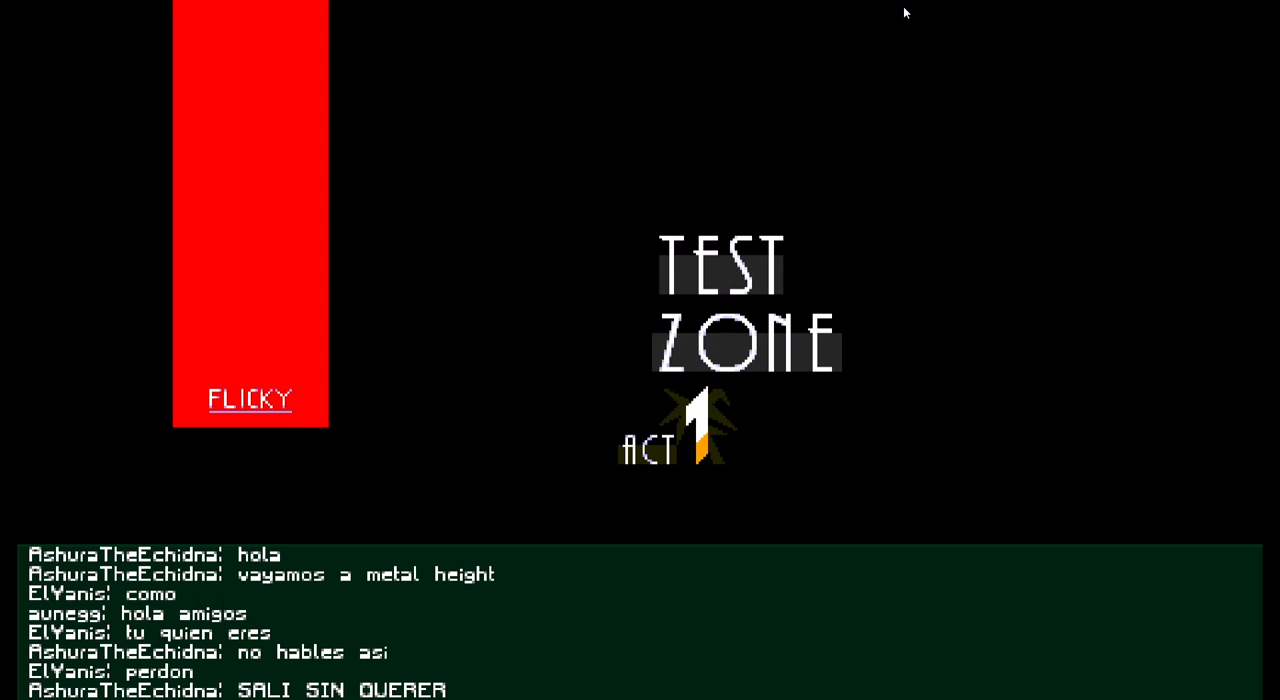 TEST
ZONE
ACT 1
FLICKY
AshuraTheEchidna: hola
AshuraTheEchidna: vayamos a metal height
ElYanis: como
aunegg: hola amigos
ElYanis: tu quien eres
AshuraTheEchidna: no hables asi
ElYanis: perdon
AshuraTheEchidna: SALI SIN QUERER